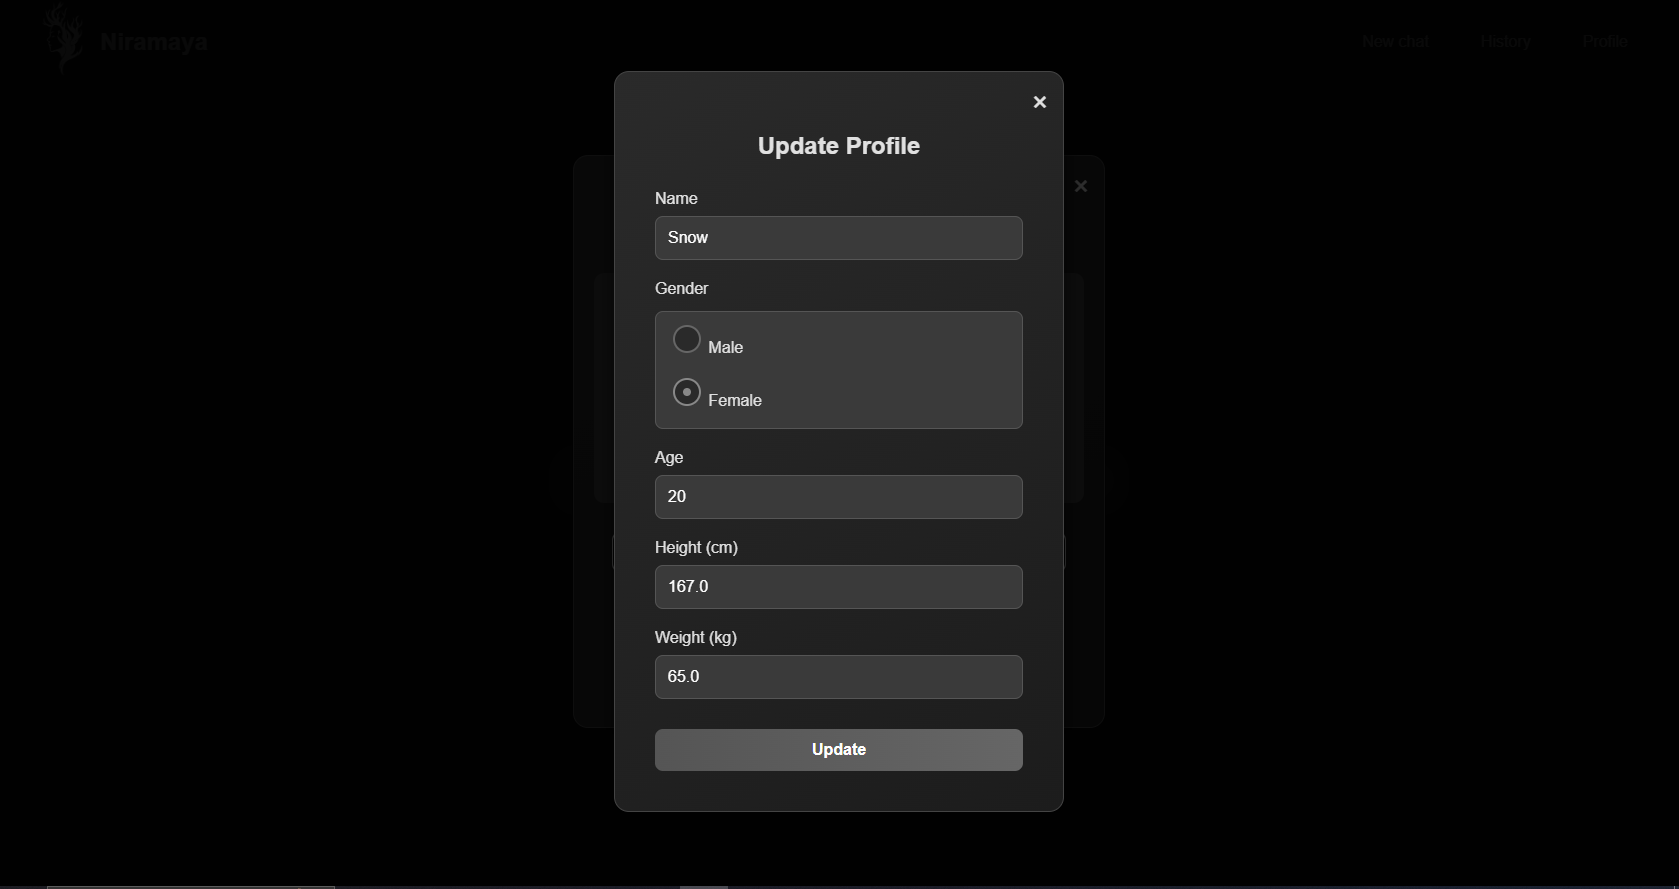 Niramaya
New chat
History
Profile
×
Update Profile
Name
Snow
Gender
Male
Female
Age
20
Height (cm)
167.0
Weight (kg)
65.0
Update
×